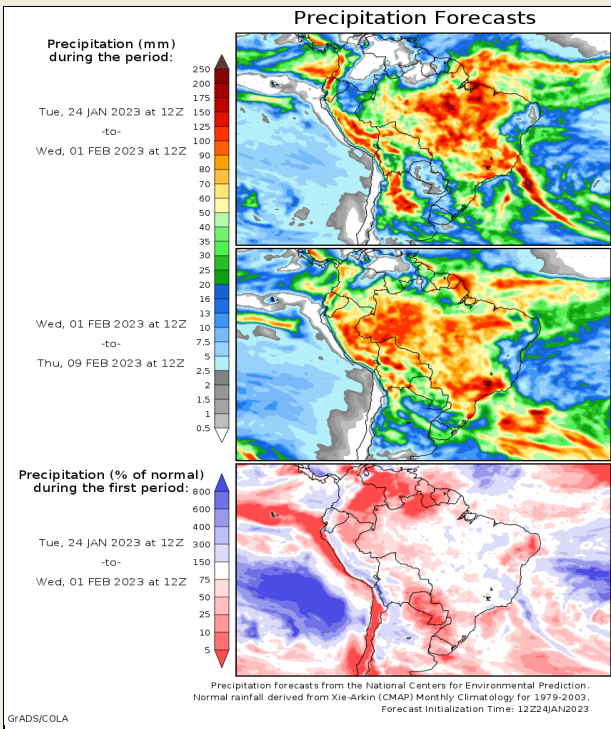 Precipitation Forecasts
Precipitation (mm)
during the period:
Tue, 24 JAN 2023 at 12Z
-to-
Wed, 01 FEB 2023 at 12Z
250
200
175
150
125
100
90
80
70
60
50
40
35
30
25
20
16
13
10
7.5
5
2.5
2
1.5
1
0.5
Wed, 01 FEB 2023 at 12Z
-to-
Thu, 09 FEB 2023 at 12Z
Precipitation (% of normal)
during the first period:
Tue, 24 JAN 2023 at 12Z
-to-
Wed, 01 FEB 2023 at 12Z
800
600
400
300
150
75
50
25
10
5
Precipitation forecasts from the National Centers for Environmental Prediction.
Normal rainfall derived from Xie-Arkin (CMAP) Monthly Climatology for 1979-2003.
Forecast Initialization Time: 12Z24JAN2023
GrADS/COLA